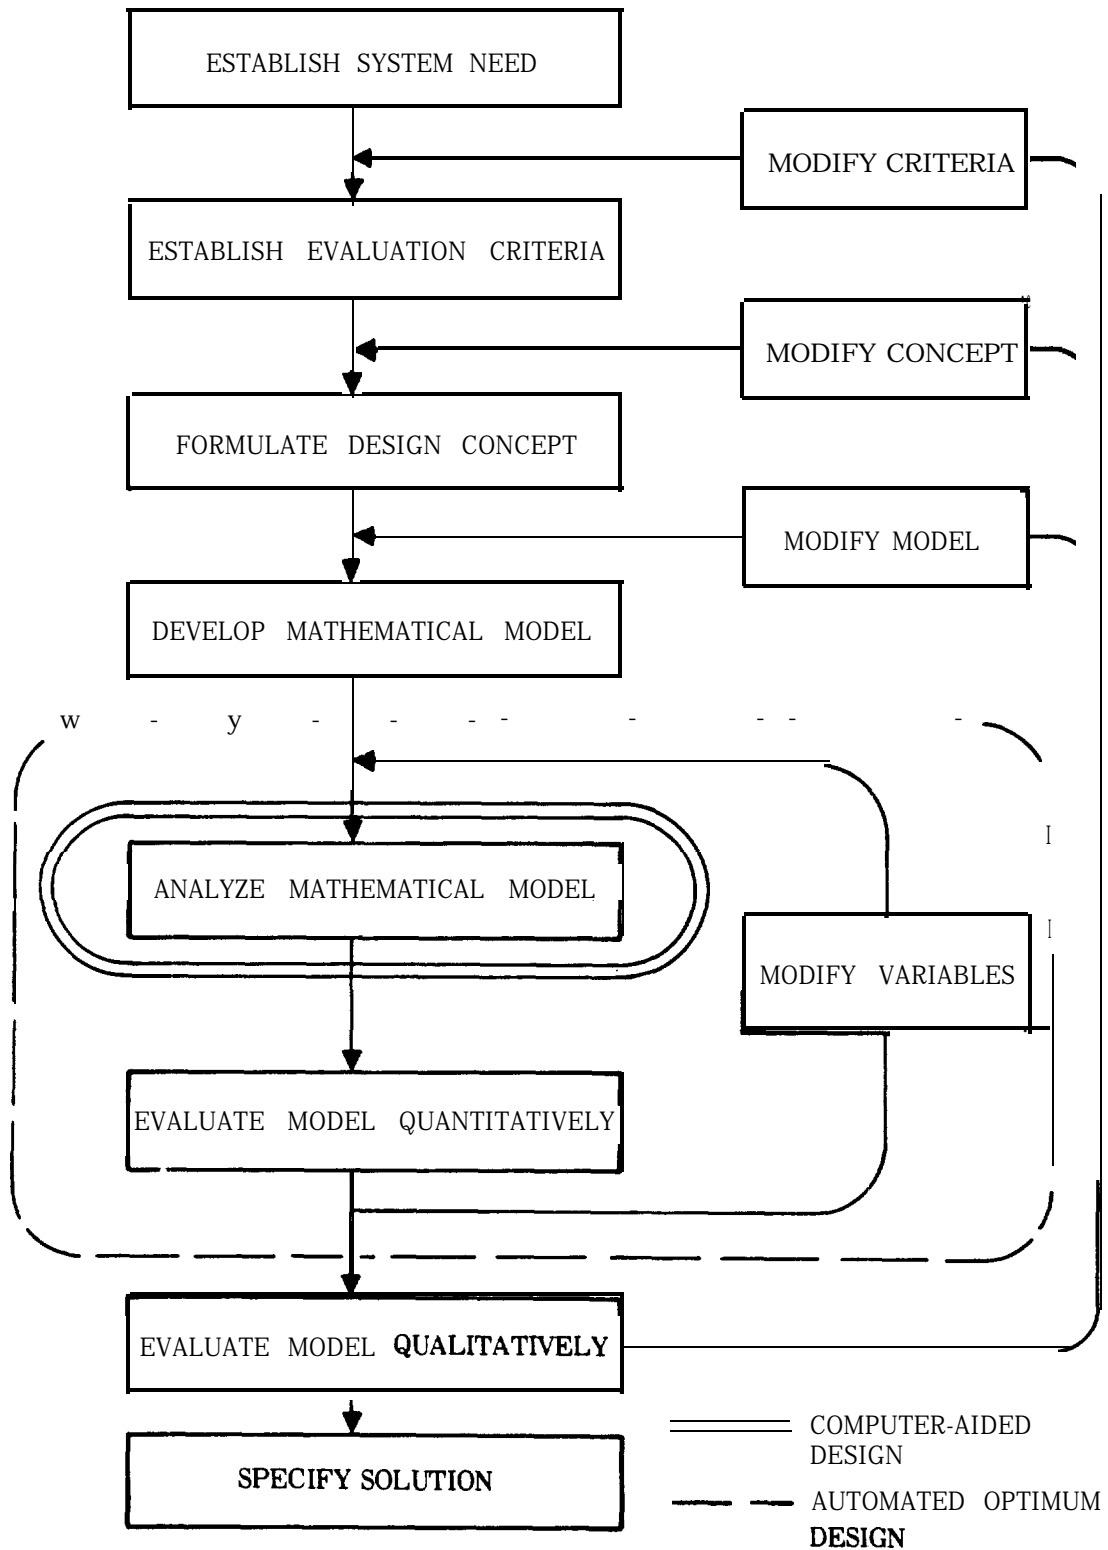 ESTABLISH SYSTEM NEED
MODIFY CRITERIA
ESTABLISH EVALUATION CRITERIA
MODIFY CONCEPT
FORMULATE DESIGN CONCEPT
MODIFY MODEL
DEVELOP MATHEMATICAL MODEL
w - y - - - - - - - -
ANALYZE MATHEMATICAL MODEL
MODIFY VARIABLES
EVALUATE MODEL QUANTITATIVELY
EVALUATE MODEL QUALITATIVELY
SPECIFY SOLUTION
COMPUTER-AIDED
DESIGN
AUTOMATED OPTIMUM
DESIGN